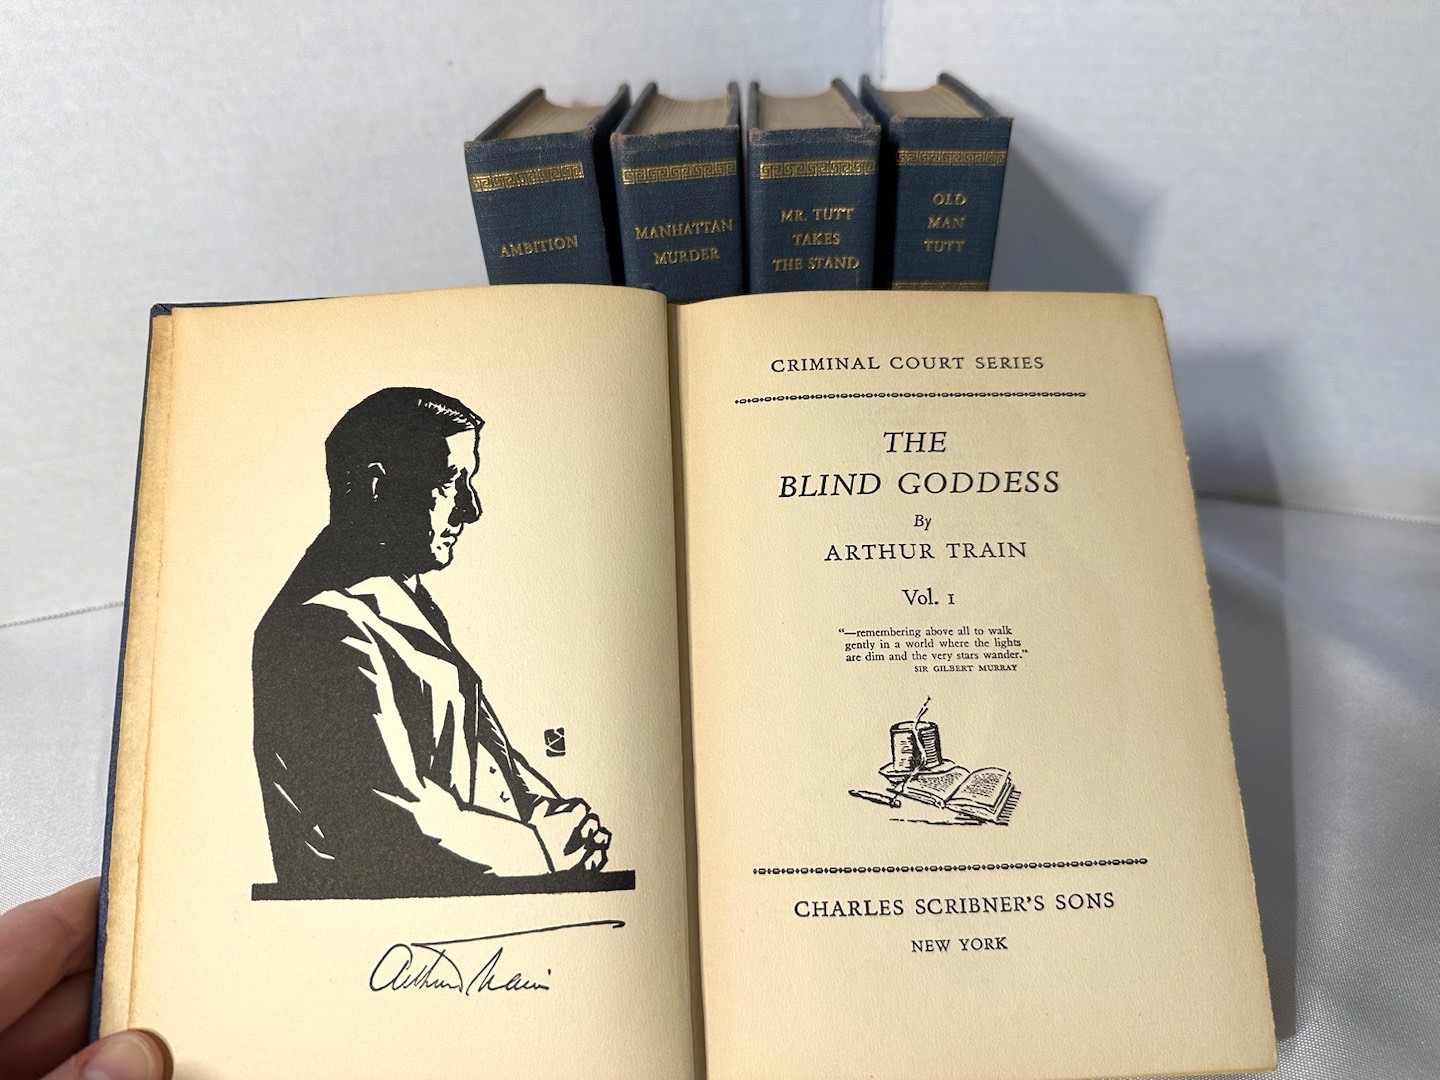 AMBITION
MANHATTAN
MURDER
MR. TUTT
TAKES
THE STAND
OLD
MAN
TUTT
Arthur Train
CRIMINAL COURT SERIES
THE
BLIND GODDESS
By
ARTHUR TRAIN
Vol. 1
“—remembering above all to walk
gently in a world where the lights
are dim and the very stars wander.”
SIR GILBERT MURRAY
CHARLES SCRIBNER’S SONS
NEW YORK